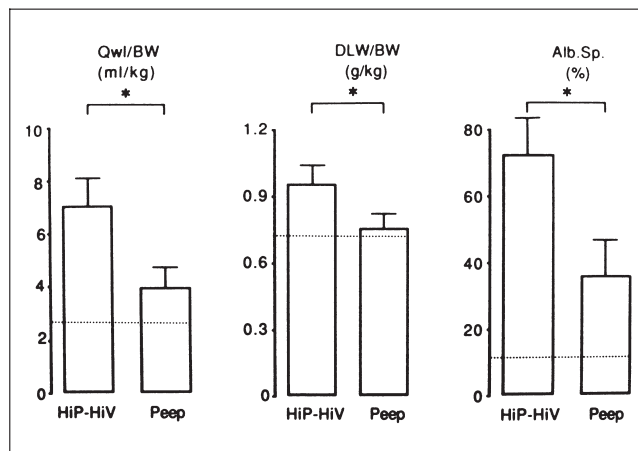 Qwl/BW
(ml/kg)
*
10
8
6
4
2
0
HiP-HiV Peep
DLW/BW
(g/kg)
*
1.2
0.9
0.6
0.3
0
HiP-HiV Peep
Alb.Sp.
(%)
*
80
60
40
20
0
HiP-HiV Peep